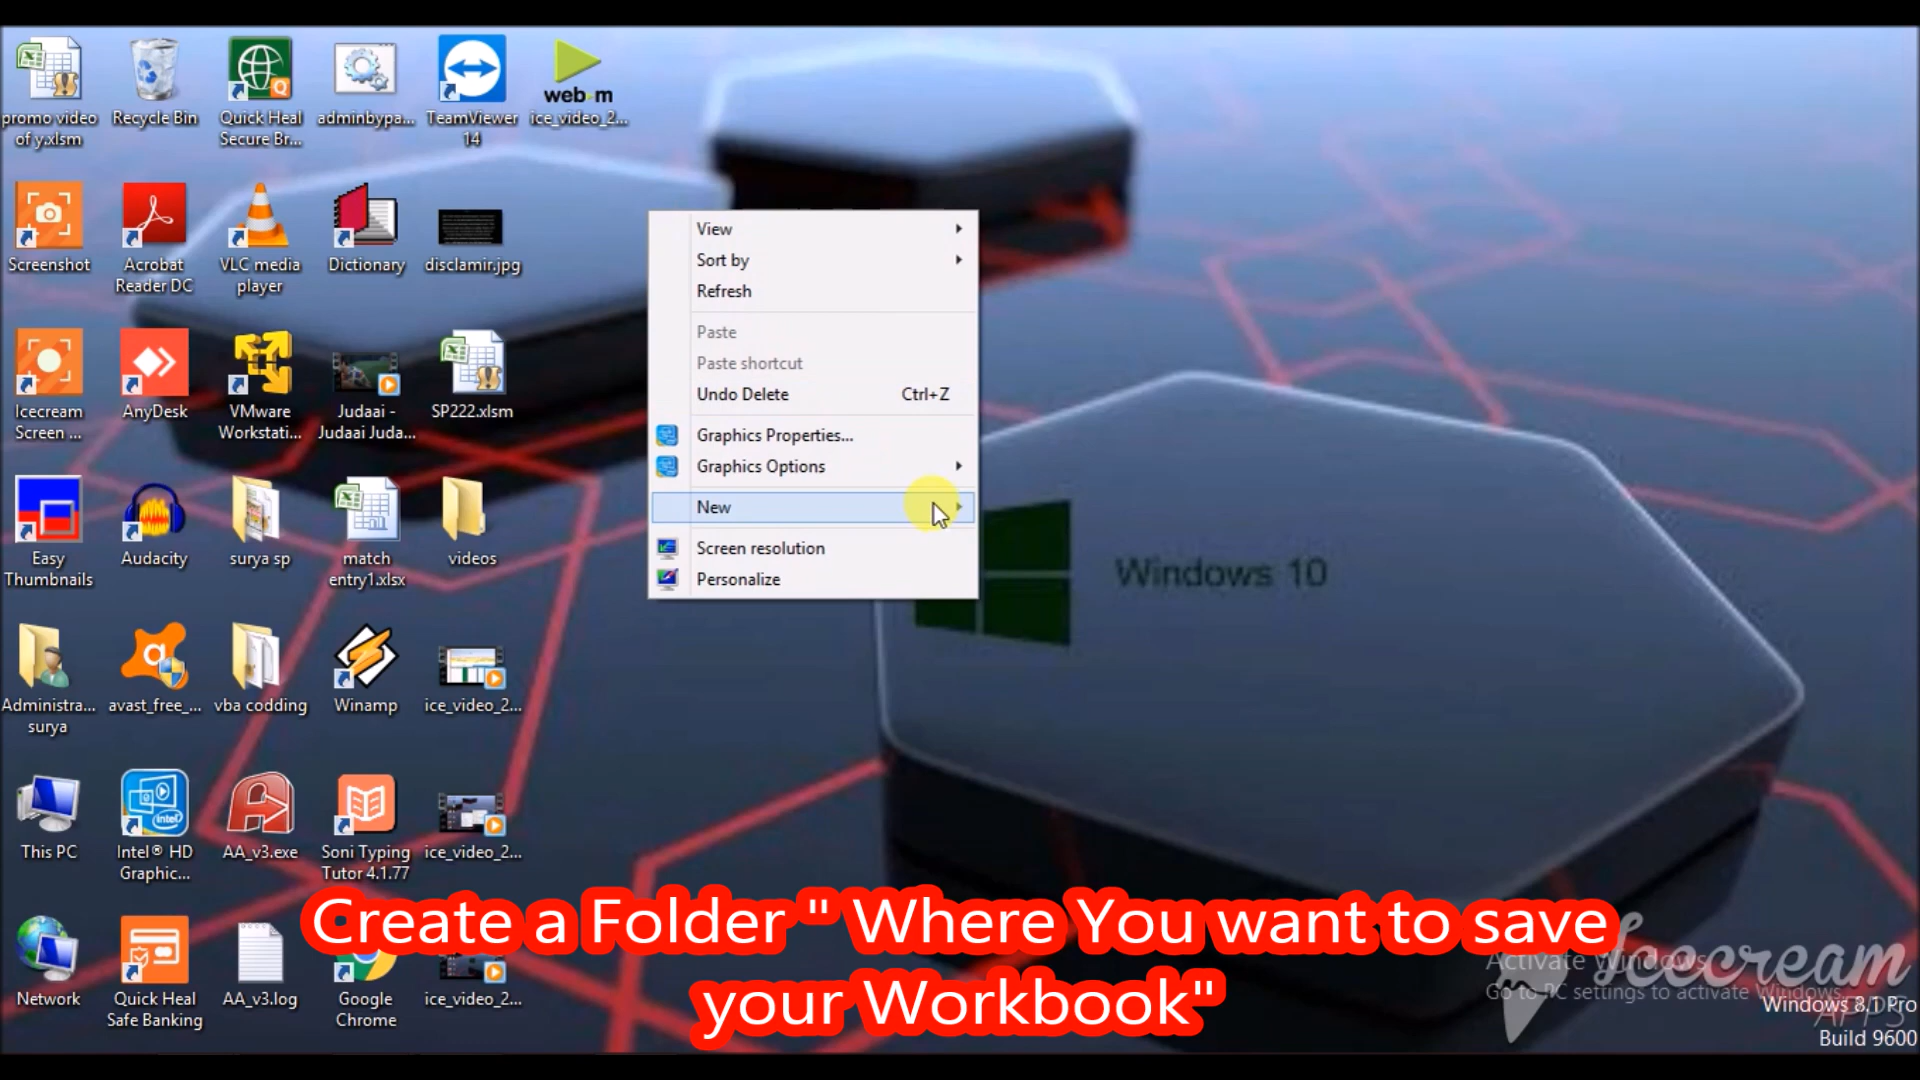 promo video
of y.xlsm
Recycle Bin
Quick Heal
Secure Br...
adminbypa...
TeamViewer
14
web m
ice_video_2...
Screenshot
Acrobat
Reader DC
VLC media
player
Dictionary
disclamir.jpg
Icecream
Screen ...
AnyDesk
VMware
Workstati...
Judaai -
Judaai Juda...
SP222.xlsm
Easy
Thumbnails
Audacity
surya sp
match
entry1.xlsx
videos
Administra...
surya
avast_free_...
vba codding
Winamp
ice_video_2...
This PC
Intel® HD
Graphic...
AA_v3.exe
Soni Typing
Tutor 4.1.77
ice_video_2...
Network
Quick Heal
Safe Banking
AA_v3.log
Google
Chrome
ice_video_2...
View
Sort by
Refresh
Paste
Paste shortcut
Undo Delete Ctrl+Z
Graphics Properties...
Graphics Options
New
Screen resolution
Personalize
Windows 10
Create a Folder " Where You want to save
your Workbook"
Activate Windows
Go to PC settings to activate Windows.
Icecream
APPS
Windows 8.1 Pro
Build 9600